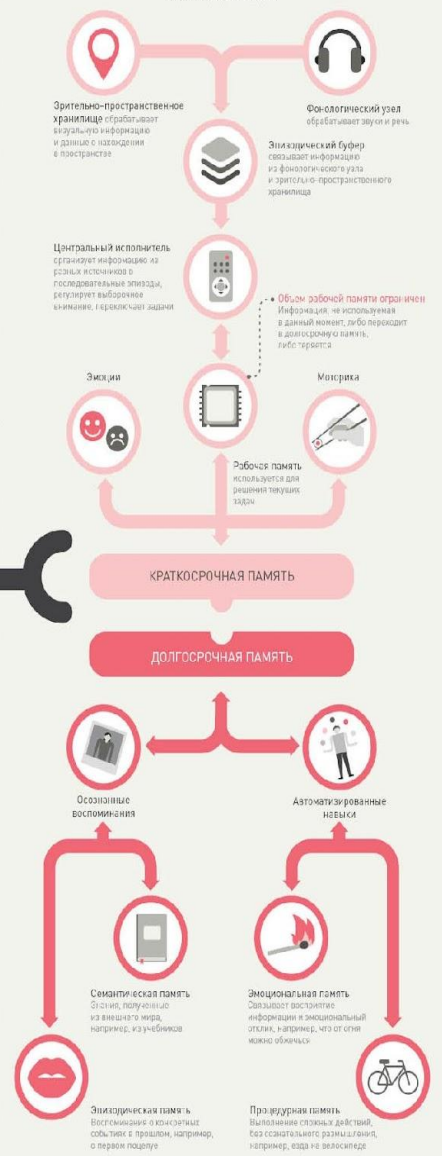 Зрительно-пространственное
хранилище обрабатывает
визуальную информацию
и данные о нахождении
в пространстве
Фонологический узел
обрабатывает звуки и речь
Эпизодический буфер
связывает информацию
из фонологического узла
и зрительно-пространственного
хранилища
Центральный исполнитель
организует информацию из
разных источников в
последовательные эпизоды,
регулирует выборочное
внимание, переключает задачи
Объем рабочей памяти ограничен
Информация, не используемая
в данный момент, либо переходит
в долгосрочную память,
либо теряется
Эмоции
Моторика
Рабочая память
используется для
решения текущих
задач
КРАТКОСРОЧНАЯ ПАМЯТЬ
ДОЛГОСРОЧНАЯ ПАМЯТЬ
Осознанные
воспоминания
Автоматизированные
навыки
Семантическая память
Знания, полученные
из внешнего мира,
например, из учебников
Эмоциональная память
Связывает восприятие
информации и эмоциональный
отклик, например, что от огня
можно обжечься
Эпизодическая память
Воспоминания о конкретных
событиях в прошлом, например,
о первом поцелуе
Процедурная память
Выполнение сложных действий,
без сознательного размышления,
например, езда на велосипеде